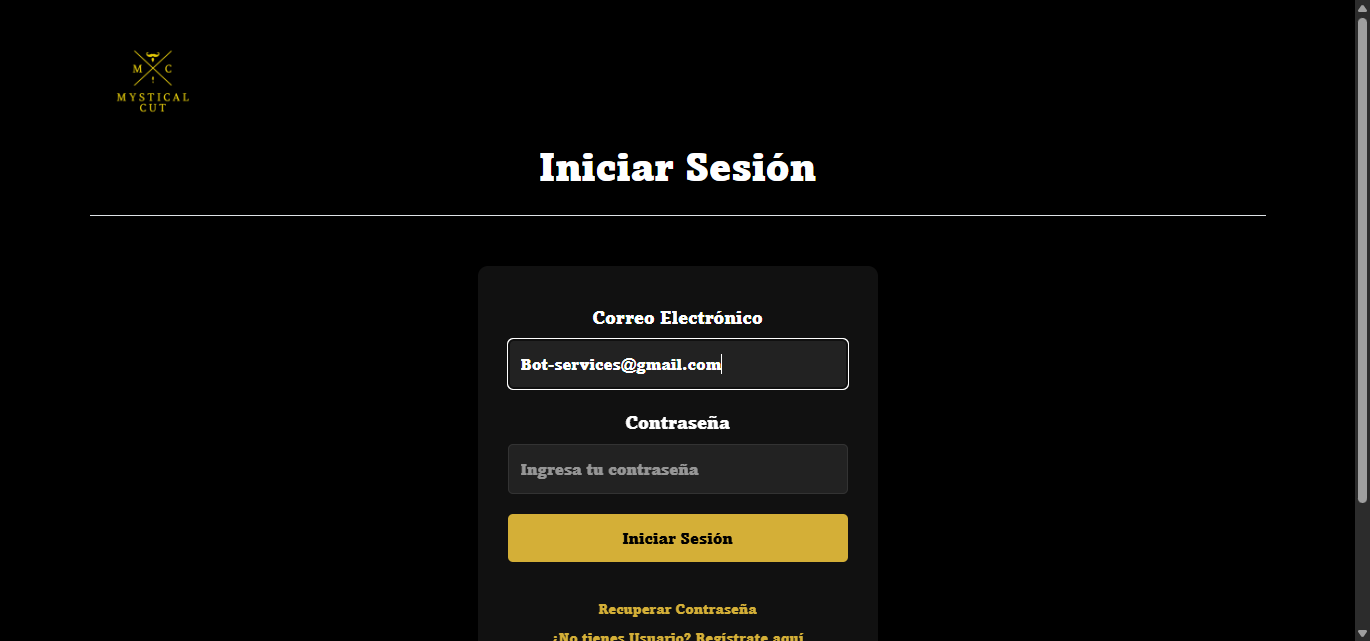 M C
MYSTICAL
CUT
Iniciar Sesión
Correo Electrónico
Bot-services@gmail.com
Contraseña
Ingresa tu contraseña
Iniciar Sesión
Recuperar Contraseña
¿No tienes Usuario? Regístrate aquí